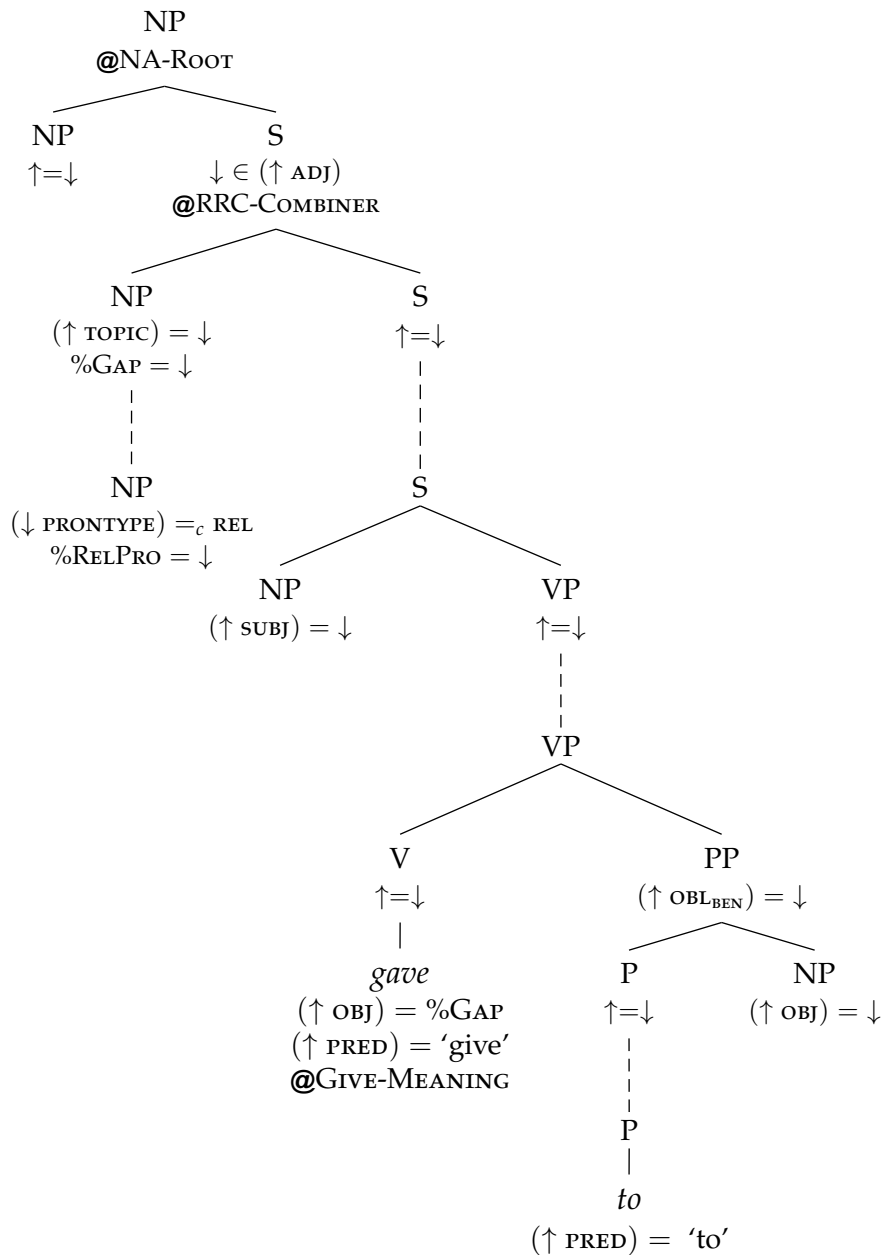 NP
@NA-ROOT
NP S
↑=↓ ↓ ∈ (↑ ADJ)
@RRC-COMBINER
NP S
(↑ TOPIC) = ↓ ↑=↓
%GAP = ↓
NP S
(↓ PRONTYPE) =c REL
%RELPRO = ↓
NP VP
(↑ SUBJ) = ↓ ↑=↓
VP
V PP
↑=↓ (↑ OBL_BEN) = ↓
gave P NP
(↑ OBJ) = %GAP ↑=↓ (↑ OBJ) = ↓
(↑ PRED) = ‘give’
@GIVE-MEANING
P
to
(↑ PRED) = ‘to’